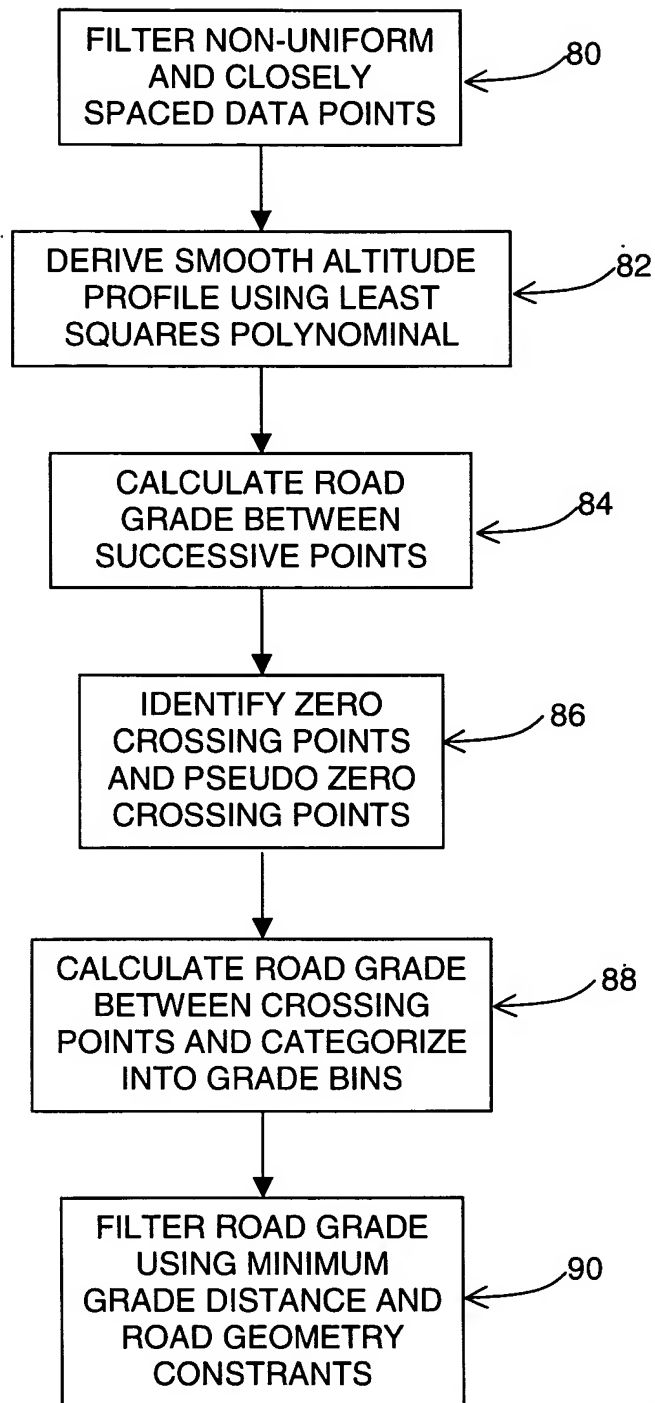 FILTER NON-UNIFORM
AND CLOSELY
SPACED DATA POINTS
80
DERIVE SMOOTH ALTITUDE
PROFILE USING LEAST
SQUARES POLYNOMINAL
82
CALCULATE ROAD
GRADE BETWEEN
SUCCESSIVE POINTS
84
IDENTIFY ZERO
CROSSING POINTS
AND PSEUDO ZERO
CROSSING POINTS
86
CALCULATE ROAD GRADE
BETWEEN CROSSING
POINTS AND CATEGORIZE
INTO GRADE BINS
88
FILTER ROAD GRADE
USING MINIMUM
GRADE DISTANCE AND
ROAD GEOMETRY
CONSTRANTS
90